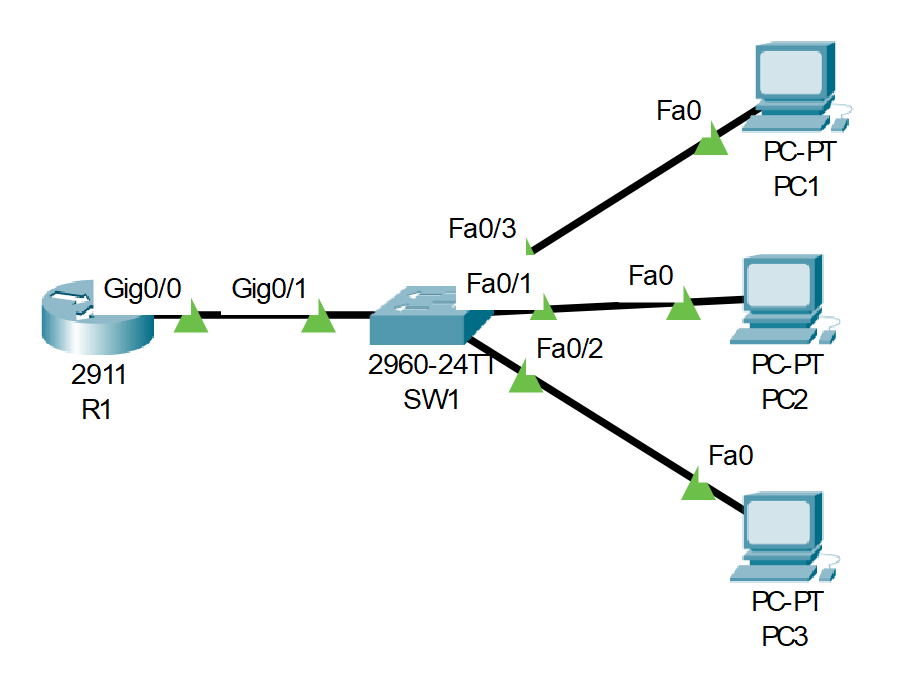 Fa0
PC-PT
PC1
Fa0/3
Gig0/0
Gig0/1
Fa0/1
Fa0
2911
R1
2960-24TT
SW1
Fa0/2
PC-PT
PC2
Fa0
PC-PT
PC3